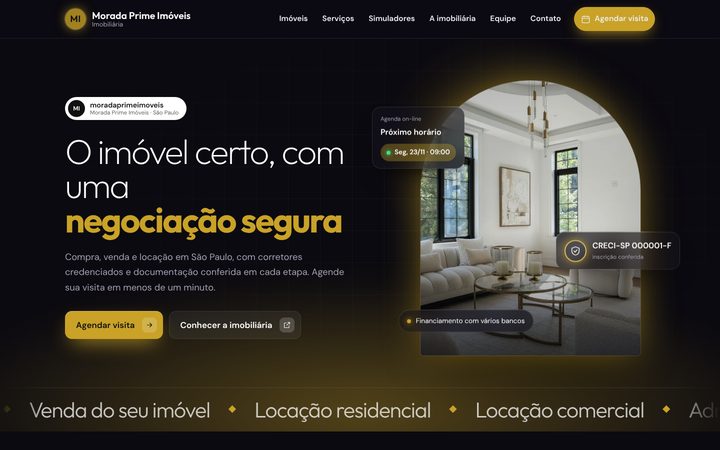 MI
Morada Prime Imóveis
Imobiliária
Imóveis
Serviços
Simuladores
A imobiliária
Equipe
Contato
Agendar visita
MI
moradaprimeimoveis
Morada Prime Imóveis · São Paulo
O imóvel certo, com
uma
negociação segura
Compra, venda e locação em São Paulo, com corretores
credenciados e documentação conferida em cada etapa. Agende
sua visita em menos de um minuto.
Agendar visita
Conhecer a imobiliária
Agenda on-line
Próximo horário
Seg, 23/11 · 09:00
CRECI-SP 000001-F
Inscrição conferida
Financiamento com vários bancos
Venda do seu imóvel
Locação residencial
Locação comercial
Ad